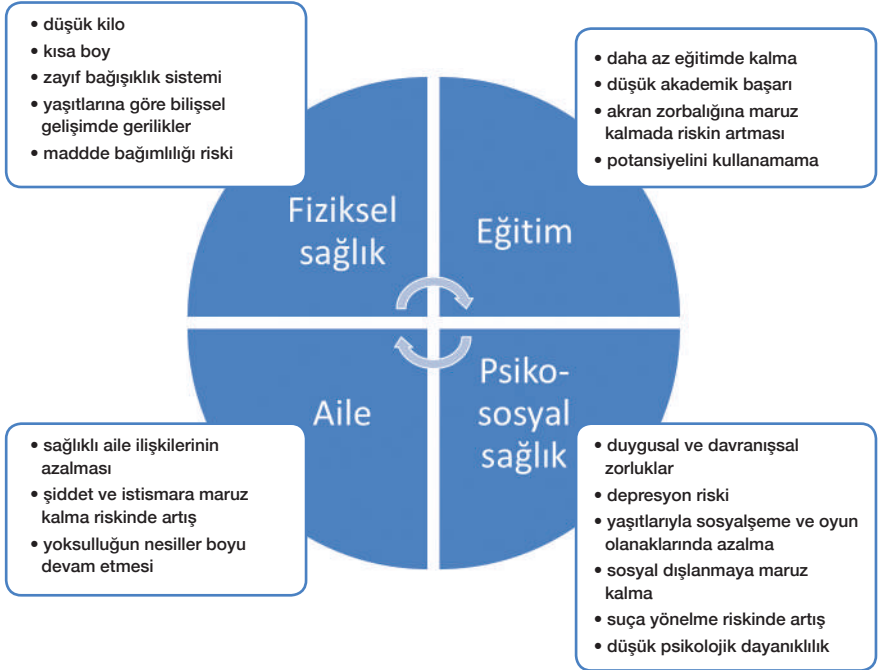 • düşük kilo
• kısa boy
• zayıf bağışıklık sistemi
• yaşıtlarına göre bilişsel
gelişimde gerilikler
• maddde bağımlılığı riski
• daha az eğitimde kalma
• düşük akademik başarı
• akran zorbalığına maruz
kalmada riskin artması
• potansiyelini kullanamama
Fiziksel
sağlık
Eğitim
Aile
Psiko-
sosyal
sağlık
• sağlıklı aile ilişkilerinin
azalması
• şiddet ve istismara maruz
kalma riskinde artış
• yoksulluğun nesiller boyu
devam etmesi
• duygusal ve davranışsal
zorluklar
• depresyon riski
• yaşıtlarıyla sosyalşeme ve oyun
olanaklarında azalma
• sosyal dışlanmaya maruz
kalma
• suça yönelme riskinde artış
• düşük psikolojik dayanıklılık